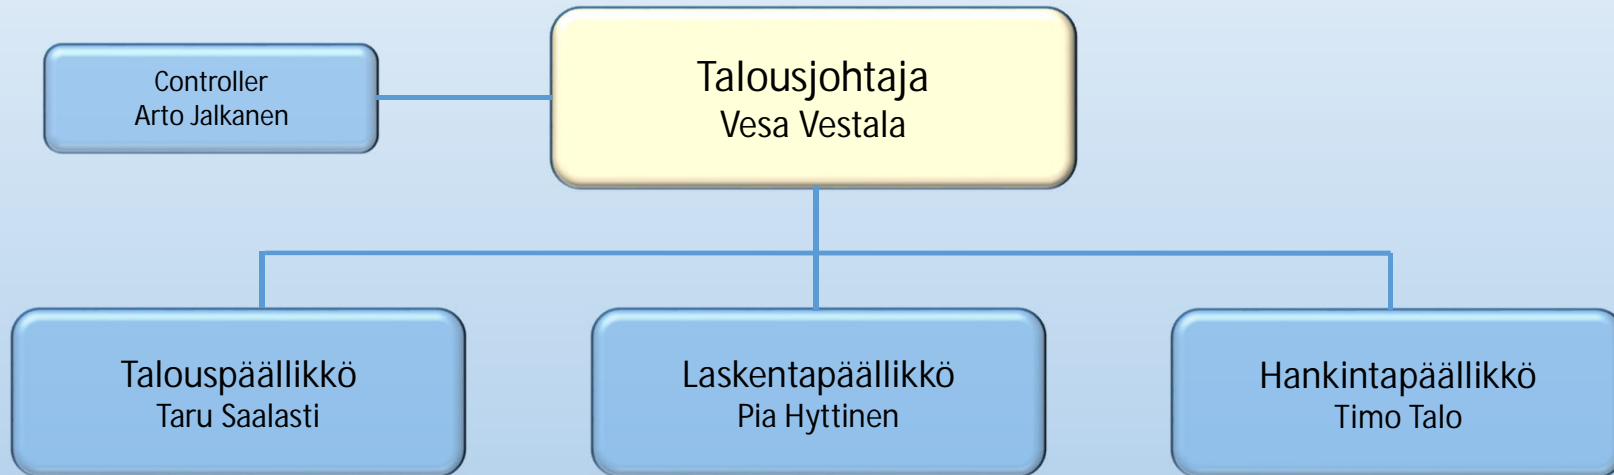 Controller
Arto Jalkanen
Talousjohtaja
Vesa Vestala
Talouspäällikkö
Taru Saalasti
Laskentapäällikkö
Pia Hyttinen
Hankintapäällikkö
Timo Talo